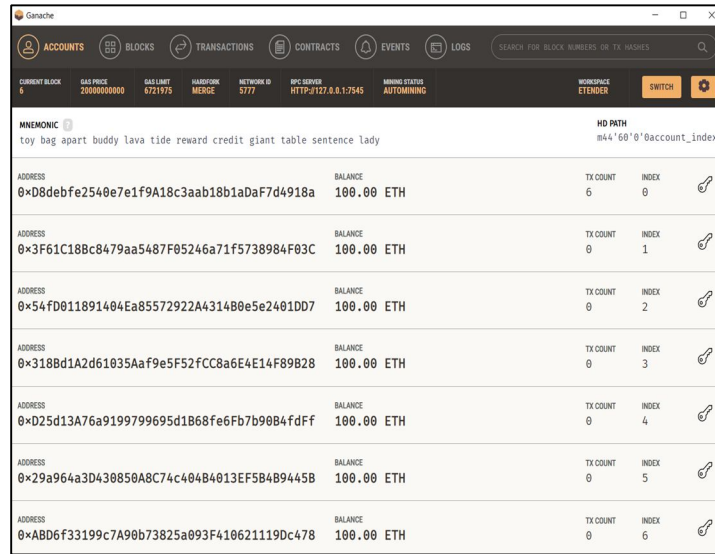 Ganache
ACCOUNTS BLOCKS TRANSACTIONS CONTRACTS EVENTS LOGS SEARCH FOR BLOCK NUMBERS OR TX HASHES
CURRENT BLOCK GAS PRICE GAS LIMIT HARDFORK NETWORK ID RPC SERVER MINING STATUS WORKSPACE
6 20000000000 6721975 MERGE 5777 HTTP://127.0.0.1:7545 AUTOMINING ETENDER SWITCH
MNEMONIC ? HD PATH
toy bag apart buddy lava tide reward credit giant table sentence lady m44'60'0'0account_index
ADDRESS BALANCE TX COUNT INDEX
0×D8debfe2540e7e1f9A18c3aab18b1aDaF7d4918a 100.00 ETH 6 0
ADDRESS BALANCE TX COUNT INDEX
0×3F61C18Bc8479aa5487F05246a71f5738984F03C 100.00 ETH 0 1
ADDRESS BALANCE TX COUNT INDEX
0×54fD011891404Ea85572922A4314B0e5e2401DD7 100.00 ETH 0 2
ADDRESS BALANCE TX COUNT INDEX
0×318Bd1A2d61035Aaf9e5F52fCC8a6E4E14F89B28 100.00 ETH 0 3
ADDRESS BALANCE TX COUNT INDEX
0×D25d13A76a9199799695d1B68fe6Fb7b90B4fdFf 100.00 ETH 0 4
ADDRESS BALANCE TX COUNT INDEX
0×29a964a3D430850A8C74c404B4013EF5B4B9445B 100.00 ETH 0 5
ADDRESS BALANCE TX COUNT INDEX
0×ABD6f33199c7A90b73825a093F410621119Dc478 100.00 ETH 0 6